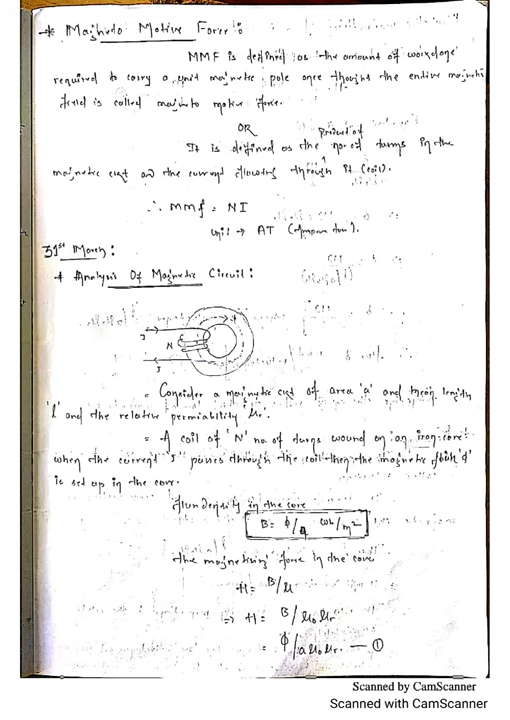 * Magneto Motive Force :
MMF is defined as the amount of workdone
required to carry a unit magnetic pole once thought the entire magneti
field is called magneto motive force.
OR
product of
It is defined as the no. of turns in the
magnetic ckt and the current flowing through it (coil).
∴ mmf = NI
unit → AT (Ampere turn).
31st March :
* Analysis Of Magnetic Circuit :
I
N
I
= Consider a magnetic ckt of area 'a' and mean length
'l' and the relative permiability μr.
= A coil of 'N' no of turns wound on an iron core
when the current 'I' passes through the coil then the magnetic flux 'ϕ'
is set up in the core.
flux density in the core
B = ϕ/a wb/m²
the magnetising force in the core
H = B/μ
⇒ H = B/μ₀μr
= ϕ/aμ₀μr. — ①
Scanned by CamScanner
Scanned with CamScanner